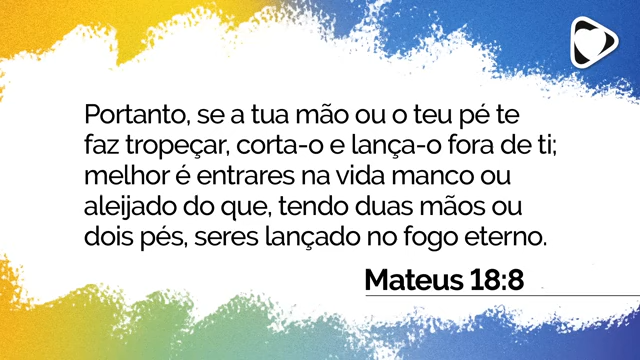 Portanto, se a tua mão ou o teu pé te
faz tropeçar, corta-o e lança-o fora de ti;
melhor é entrares na vida manco ou
aleijado do que, tendo duas mãos ou
dois pés, seres lançado no fogo eterno.
Mateus 18:8